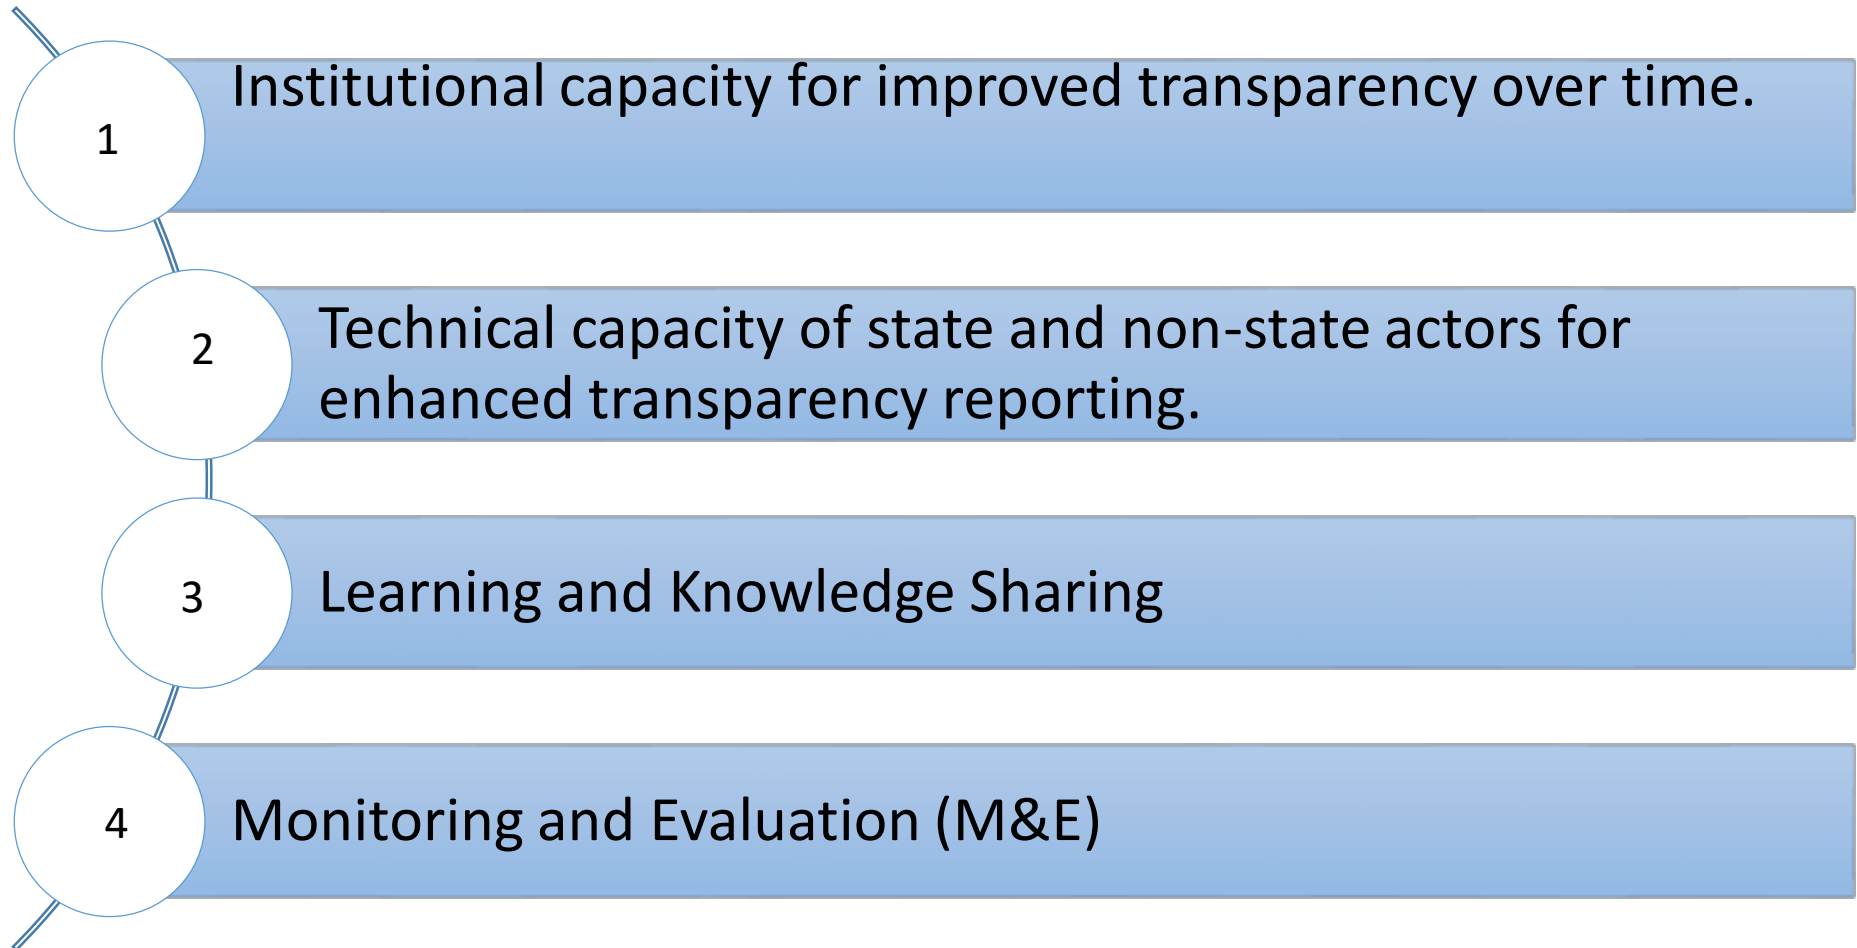 1
Institutional capacity for improved transparency over time.
2
Technical capacity of state and non-state actors for
enhanced transparency reporting.
3
Learning and Knowledge Sharing
4
Monitoring and Evaluation (M&E)